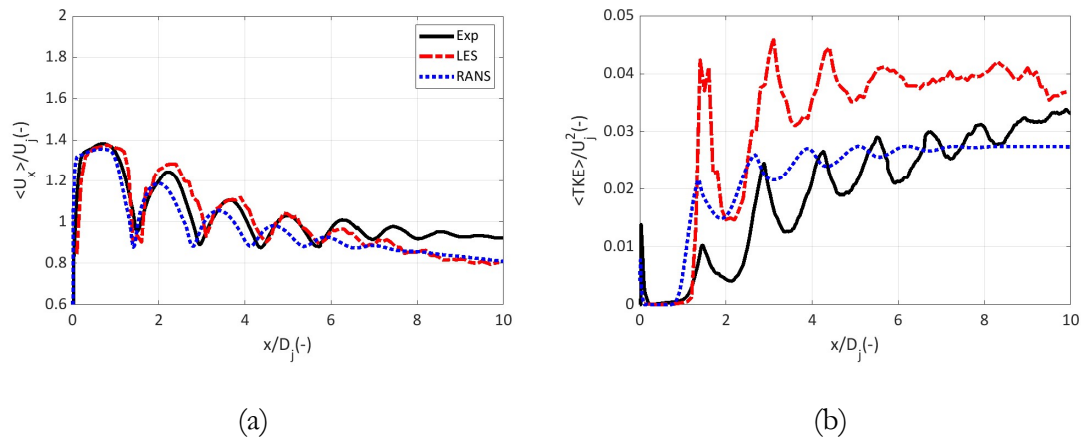 2
1.8
1.6
1.4
1.2
1
0.8
0.6
<U_x>/U_j(-)
Exp
LES
RANS
0 2 4 6 8 10
x/D_j(-)
(a)
0.05
0.04
0.03
0.02
0.01
0
<TKE>/U_j^2(-)
0 2 4 6 8 10
x/D_j(-)
(b)